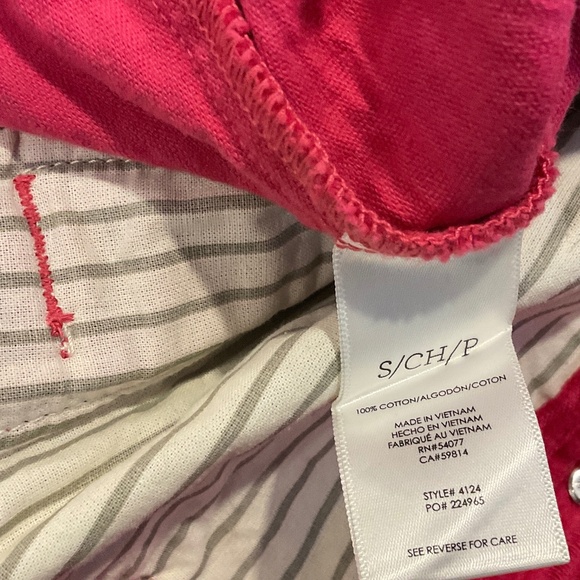 S/CH/P
100% COTTON/ALGODÓN/COTON
MADE IN VIETNAM
HECHO EN VIETNAM
FABRIQUÉ AU VIETNAM
RN#54077
CA#59814
STYLE# 4124
PO# 224965
SEE REVERSE FOR CARE